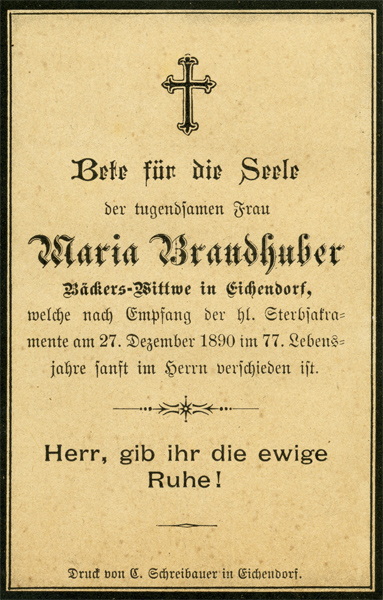 Bete für die Seele
der tugendsamen Frau
Maria Brandhuber
Bäckers-Wittwe in Eichendorf,
welche nach Empfang der hl. Sterbsakra-
mente am 27. Dezember 1890 im 77. Lebens-
jahre sanft im Herrn verschieden ist.
Herr, gib ihr die ewige
Ruhe!
Druck von C. Schreibauer in Eichendorf.